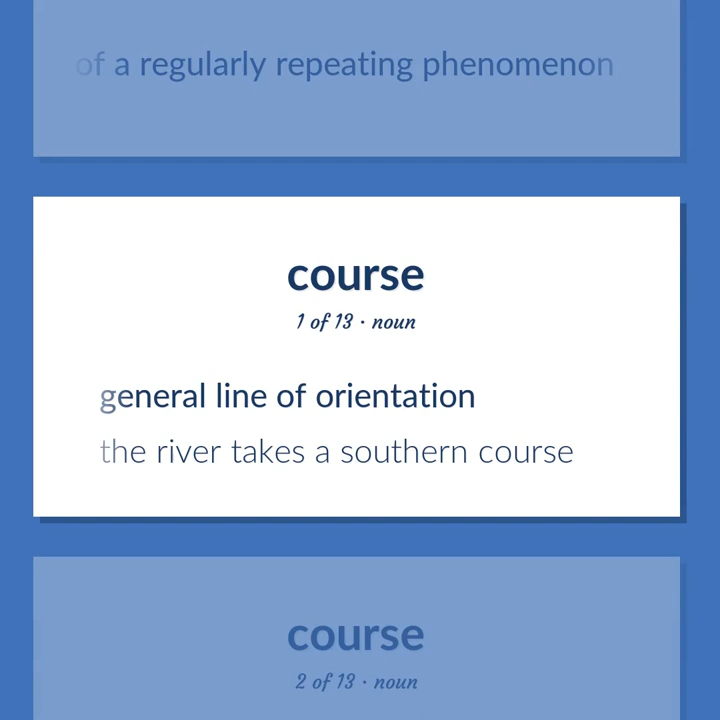 of a regularly repeating phenomenon
course
1 of 13 · noun
general line of orientation
the river takes a southern course
course
2 of 13 · noun